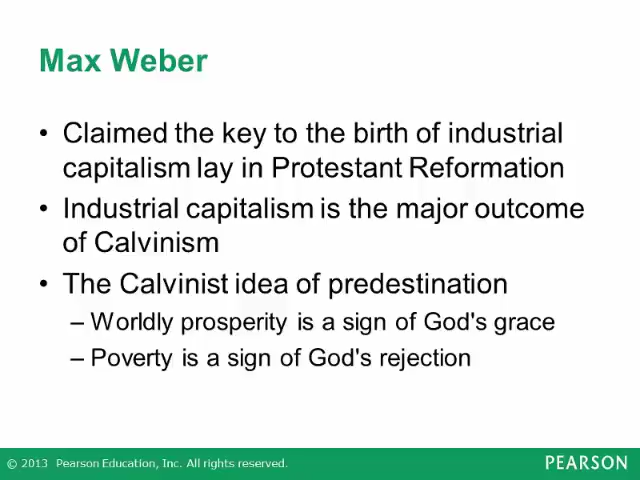 Max Weber
• Claimed the key to the birth of industrial
capitalism lay in Protestant Reformation
• Industrial capitalism is the major outcome
of Calvinism
• The Calvinist idea of predestination
– Worldly prosperity is a sign of God's grace
– Poverty is a sign of God's rejection
© 2013 Pearson Education, Inc. All rights reserved.
PEARSON